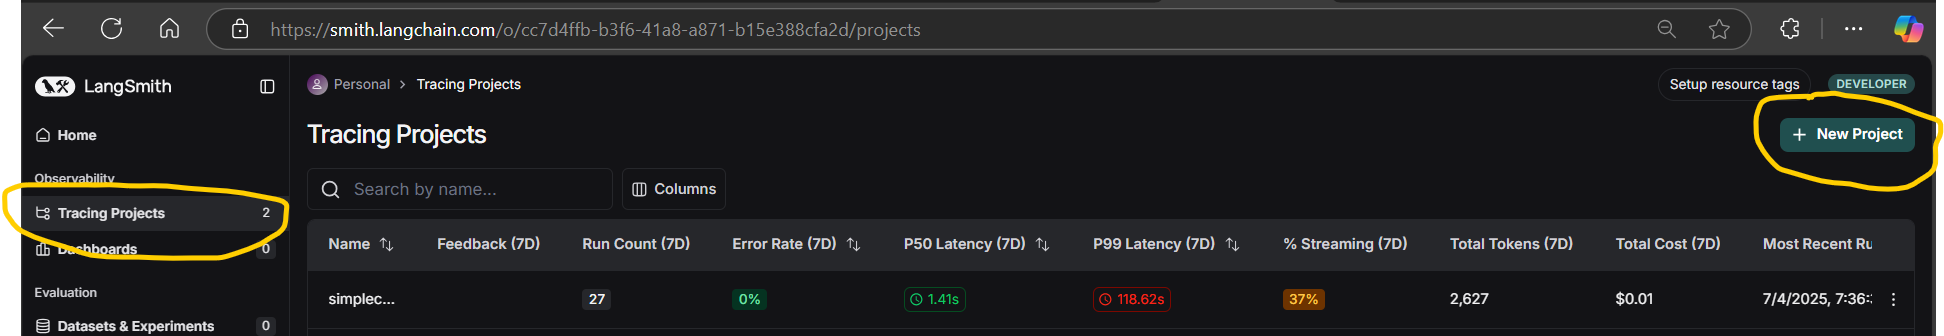 https://smith.langchain.com/o/cc7d4ffb-b3f6-41a8-a871-b15e388cfa2d/projects
LangSmith
Personal > Tracing Projects
Setup resource tags
DEVELOPER
Home
Tracing Projects
+ New Project
Observability
Search by name...
Columns
Tracing Projects 2
Dashboards 0
Name Feedback (7D) Run Count (7D) Error Rate (7D) P50 Latency (7D) P99 Latency (7D) % Streaming (7D) Total Tokens (7D) Total Cost (7D) Most Recent Ru
Evaluation
simplec... 27 0% 1.41s 118.62s 37% 2,627 $0.01 7/4/2025, 7:36:
Datasets & Experiments 0